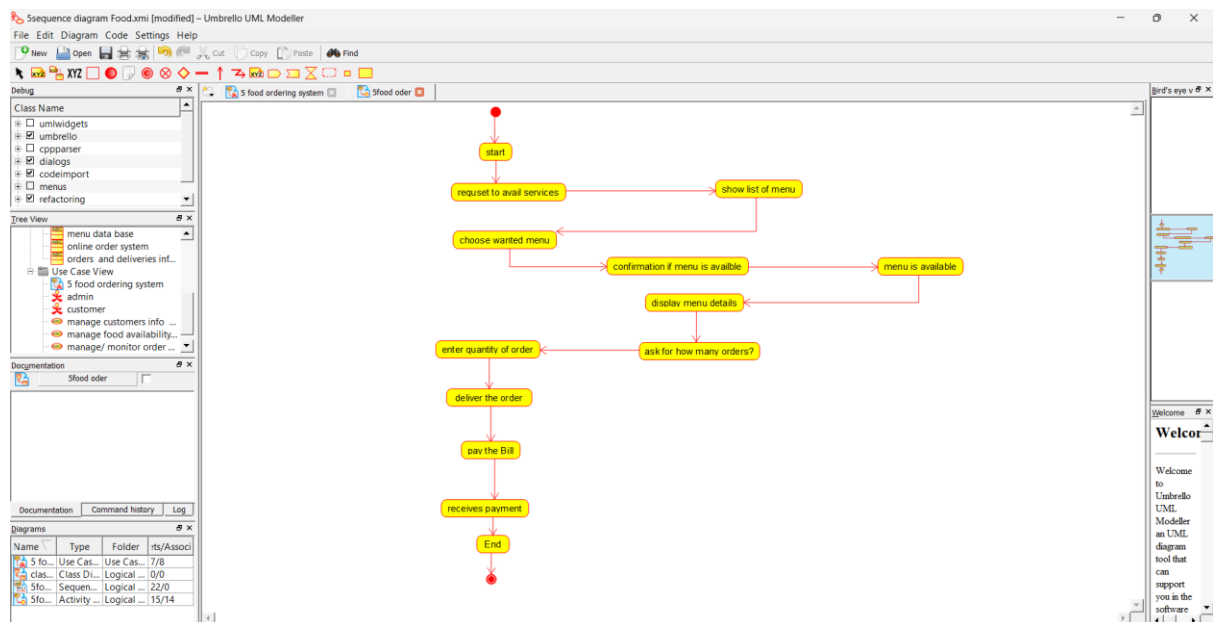 5sequence diagram Food.xmi [modified] – Umbrello UML Modeller
File Edit Diagram Code Settings Help
New Open Cut Copy Paste Find
XYZ XYZ XYZ
Debug
Class Name
umlwidgets
umbrello
cppparser
dialogs
codeimport
menus
refactoring
Tree View
menu data base
online order system
orders and deliveries inf...
Use Case View
5 food ordering system
admin
customer
manage customers info ...
manage food availability...
manage/ monitor order ...
Documentation
5food oder
Documentation Command history Log
Diagrams
Name Type Folder ts/Associ
5 fo... Use Cas... Use Cas... 7/8
clas... Class Di... Logical ... 0/0
5fo... Sequen... Logical ... 22/0
5fo... Activity ... Logical ... 15/14
5 food ordering system 5food oder
start
requset to avail services
show list of menu
choose wanted menu
confirmation if menu is availble
menu is available
display menu details
ask for how many orders?
enter quantity of order
deliver the order
pay the Bill
receives payment
End
Bird's eye v
Welcome
Welcor
Welcome
to
Umbrello
UML
Modeller
an UML
diagram
tool that
can
support
you in the
software